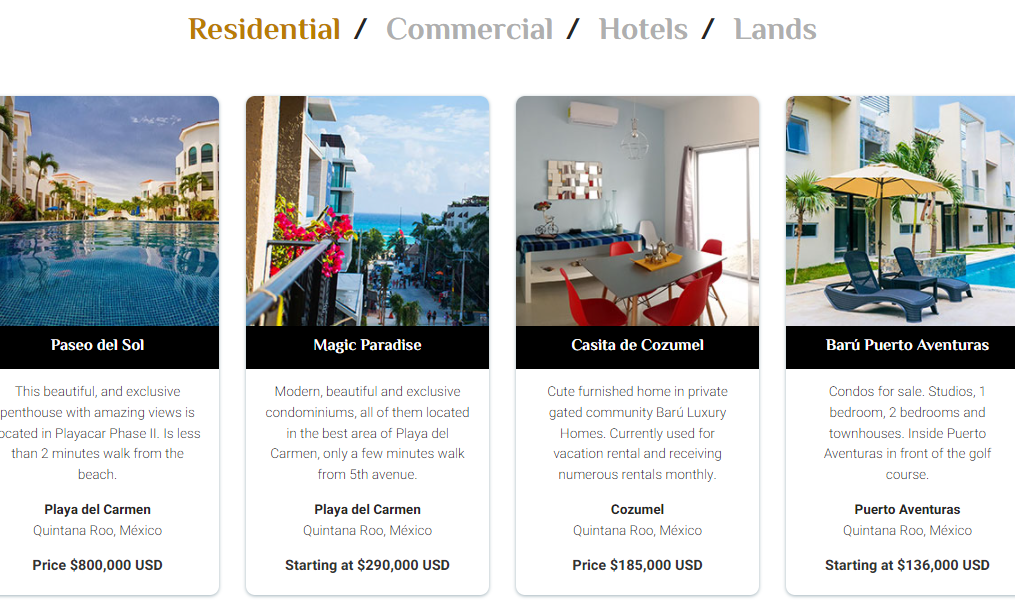 Residential / Commercial / Hotels / Lands
Paseo del Sol
This beautiful, and exclusive
penthouse with amazing views is
ocated in Playacar Phase II. Is less
than 2 minutes walk from the
beach.
Playa del Carmen
Quintana Roo, México
Price $800,000 USD
Magic Paradise
Modern, beautiful and exclusive
condominiums, all of them located
in the best area of Playa del
Carmen, only a few minutes walk
from 5th avenue.
Playa del Carmen
Quintana Roo, México
Starting at $290,000 USD
Casita de Cozumel
Cute furnished home in private
gated community Barú Luxury
Homes. Currently used for
vacation rental and receiving
numerous rentals monthly.
Cozumel
Quintana Roo, México
Price $185,000 USD
Barú Puerto Aventuras
Condos for sale. Studios, 1
bedroom, 2 bedrooms and
townhouses. Inside Puerto
Aventuras in front of the golf
course.
Puerto Aventuras
Quintana Roo, México
Starting at $136,000 USD